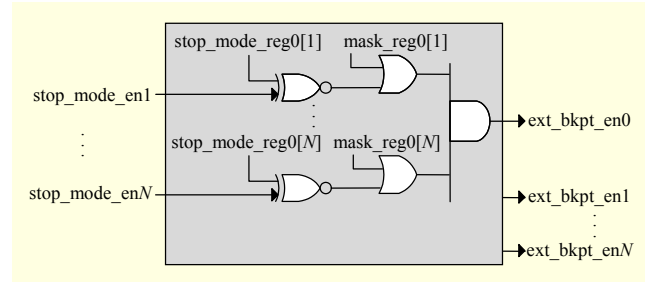 stop_mode_reg0[1]
mask_reg0[1]
stop_mode_en1
ext_bkpt_en0
stop_mode_reg0[N]
mask_reg0[N]
stop_mode_enN
ext_bkpt_en1
ext_bkpt_enN